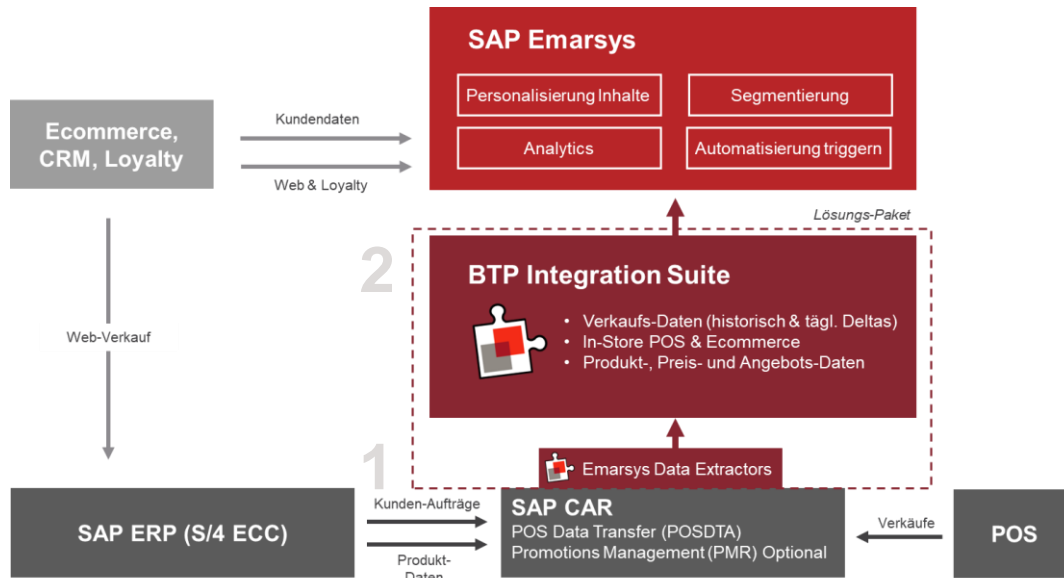 SAP Emarsys
Personalisierung Inhalte
Segmentierung
Analytics
Automatisierung triggern
Ecommerce,
CRM, Loyalty
Kundendaten
Web & Loyalty
Lösungs-Paket
2
BTP Integration Suite
• Verkaufs-Daten (historisch & tägl. Deltas)
• In-Store POS & Ecommerce
• Produkt-, Preis- und Angebots-Daten
Web-Verkauf
1
Emarsys Data Extractors
SAP ERP (S/4 ECC)
Kunden-Aufträge
Produkt-
Daten
SAP CAR
POS Data Transfer (POSDTA)
Promotions Management (PMR) Optional
Verkäufe
POS